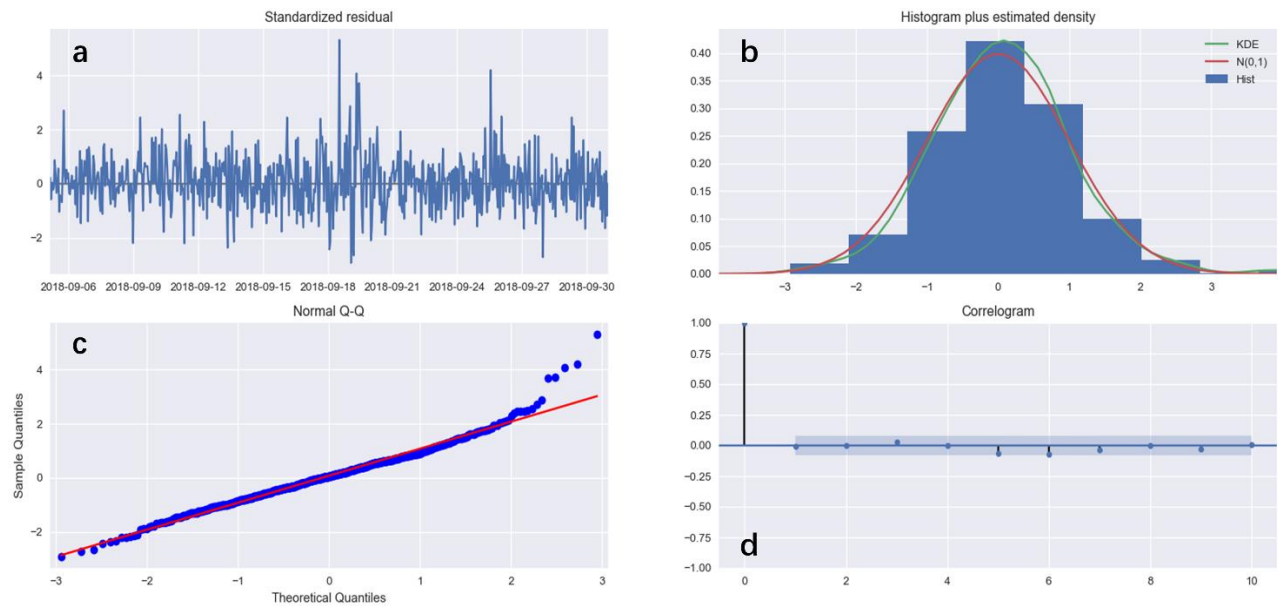 Standardized residual
a
4
2
0
−2
2018-09-06 2018-09-09 2018-09-12 2018-09-15 2018-09-18 2018-09-21 2018-09-24 2018-09-27 2018-09-30
Histogram plus estimated density
b
KDE
N(0,1)
Hist
0.40
0.35
0.30
0.25
0.20
0.15
0.10
0.05
0.00
−3 −2 −1 0 1 2 3
Normal Q-Q
c
Sample Quantiles
4
2
0
−2
−3 −2 −1 0 1 2 3
Theoretical Quantiles
Correlogram
1.00
0.75
0.50
0.25
0.00
−0.25
−0.50
−0.75
−1.00
d
0 2 4 6 8 10